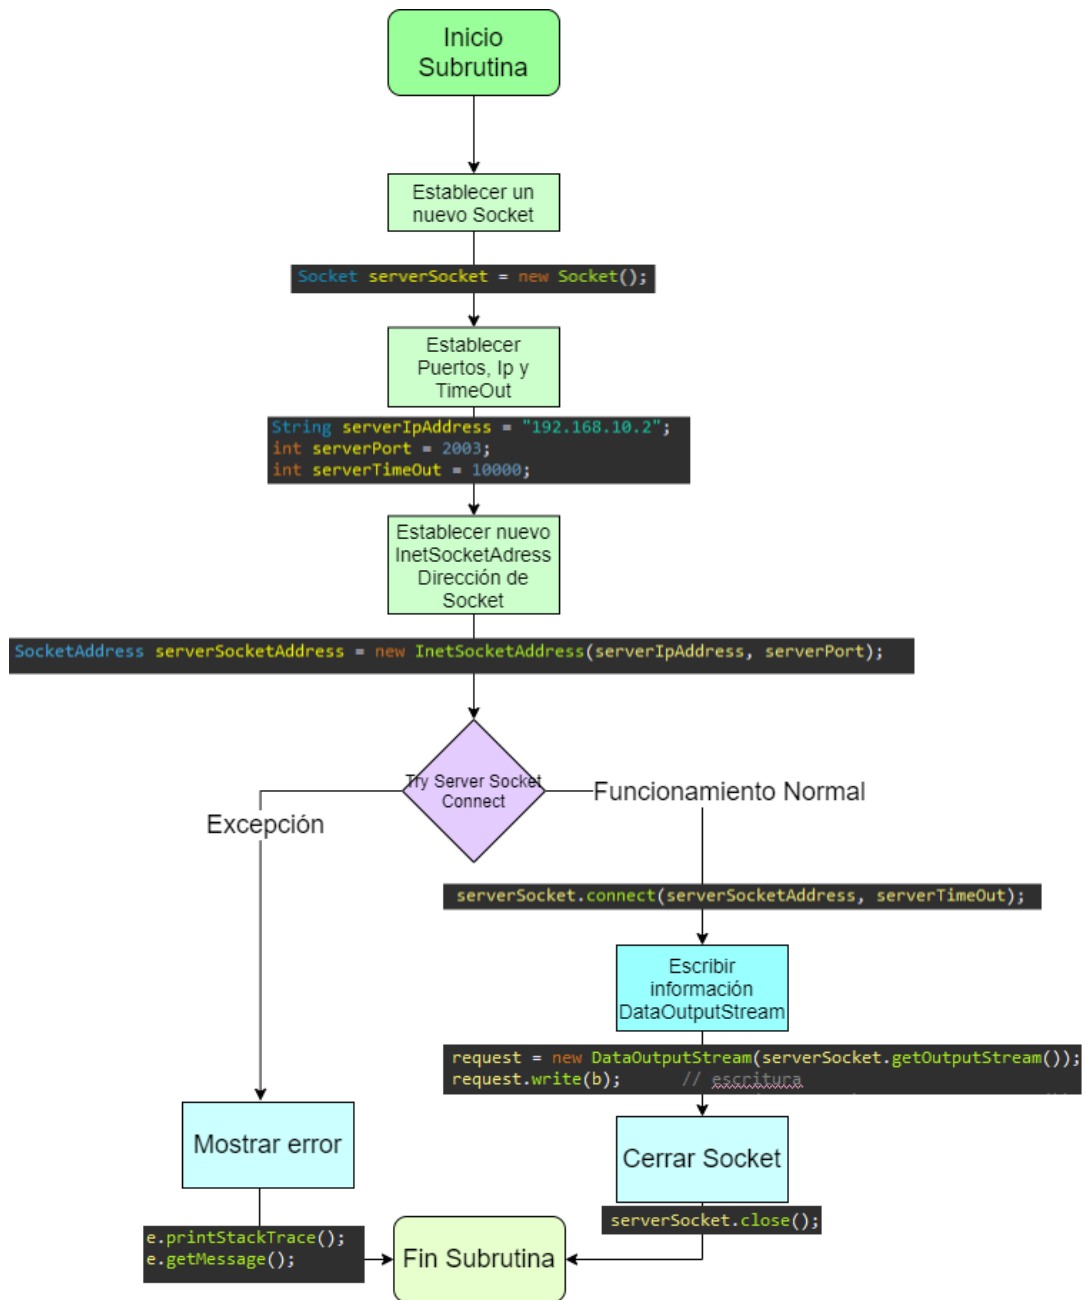 Inicio
Subrutina
Establecer un
nuevo Socket
Socket serverSocket = new Socket();
Establecer
Puertos, Ip y
TimeOut
String serverIpAddress = "192.168.10.2";
int serverPort = 2003;
int serverTimeOut = 10000;
Establecer nuevo
InetSocketAdress
Dirección de
Socket
SocketAddress serverSocketAddress = new InetSocketAddress(serverIpAddress, serverPort);
Try Server Socket
Connect
Funcionamiento Normal
Excepción
serverSocket.connect(serverSocketAddress, serverTimeOut);
Escribir
información
DataOutputStream
request = new DataOutputStream(serverSocket.getOutputStream());
request.write(b); // escritura
Mostrar error
Cerrar Socket
serverSocket.close();
e.printStackTrace();
e.getMessage();
Fin Subrutina